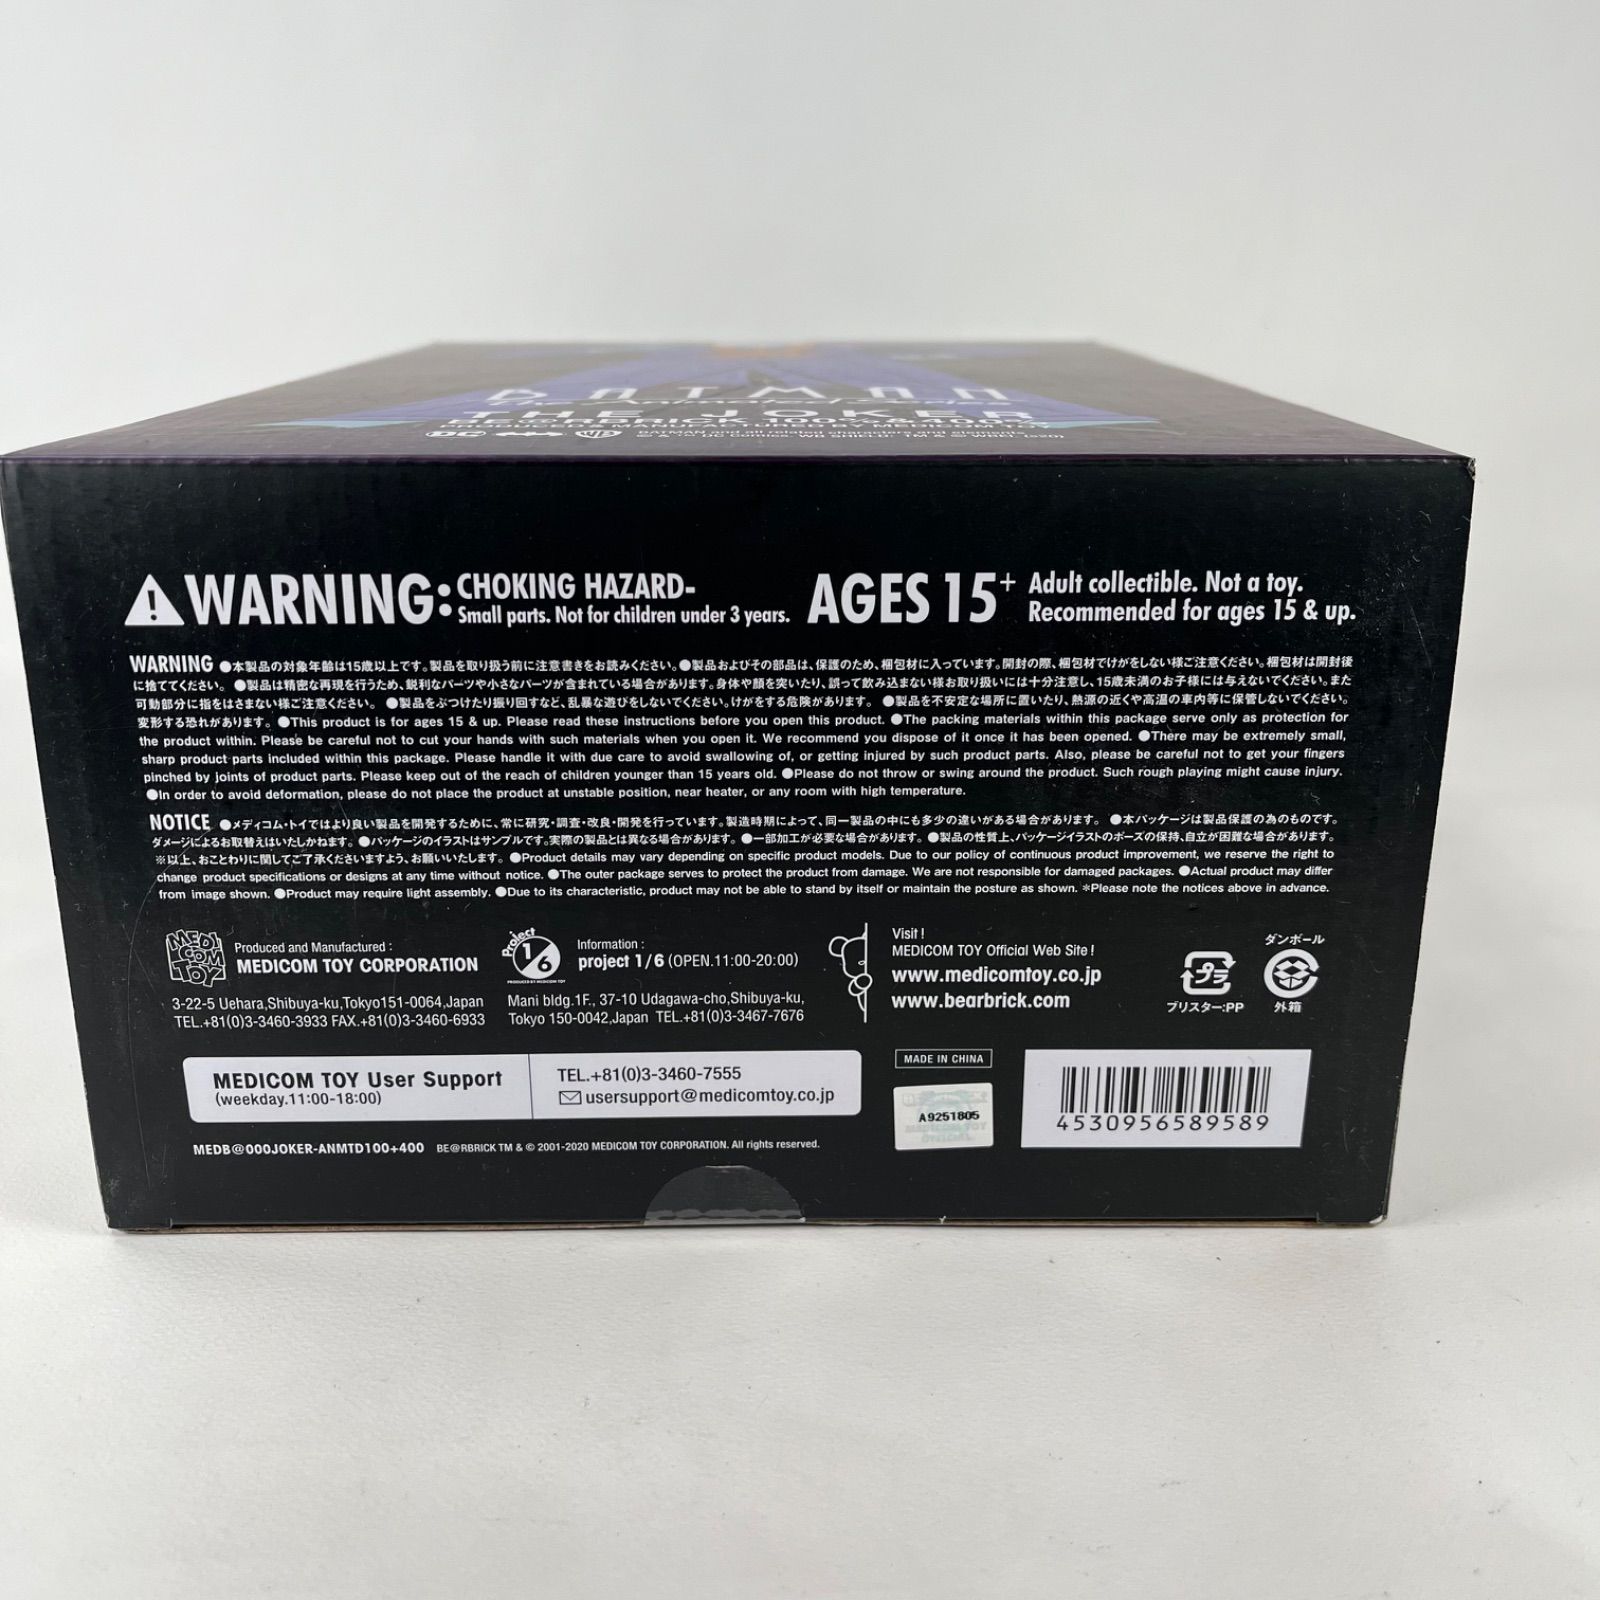 BATMAN
The Animated Series
THE JOKER
BE@RBRICK 100% & 400%
DC WB
BATMAN and all related characters and elements
© & ™ DC Comics. WB SHIELD: ™ & © WBEI. (s20)
WARNING: CHOKING HAZARD-
Small parts. Not for children under 3 years.
AGES 15+ Adult collectible. Not a toy.
Recommended for ages 15 & up.
WARNING ●本製品の対象年齢は15歳以上です。製品を取り扱う前に注意書きをお読みください。●製品およびその部品は、保護のため、梱包材に入っています。開封の際、梱包材でけがをしない様ご注意ください。梱包材は開封後
に捨ててください。 ●製品は精密な再現を行うため、鋭利なパーツや小さなパーツが含まれている場合があります。身体や顔を突いたり、誤って飲み込まない様お取り扱いには十分注意し、15歳未満のお子様には与えないでください。また
可動部分に指をはさまない様ご注意ください。 ●製品をぶつけたり振り回すなど、乱暴な遊びをしないでください。けがをする危険があります。 ●製品を不安定な場所に置いたり、熱源の近くや高温の車内等に保管しないでください。
変形する恐れがあります。 ●This product is for ages 15 & up. Please read these instructions before you open this product. ●The packing materials within this package serve only as protection for
the product within. Please be careful not to cut your hands with such materials when you open it. We recommend you dispose of it once it has been opened. ●There may be extremely small,
sharp product parts included within this package. Please handle it with due care to avoid swallowing of, or getting injured by such product parts. Also, please be careful not to get your fingers
pinched by joints of product parts. Please keep out of the reach of children younger than 15 years old. ●Please do not throw or swing around the product. Such rough playing might cause injury.
●In order to avoid deformation, please do not place the product at unstable position, near heater, or any room with high temperature.
NOTICE ●メディコム・トイではより良い製品を開発するために、常に研究・調査・改良・開発を行っています。製造時期によって、同一製品の中にも多少の違いがある場合があります。 ●本パッケージは製品保護の為のものです。
ダメージによるお取替えはいたしかねます。 ●パッケージのイラストはサンプルです。実際の製品とは異なる場合があります。 ●一部加工が必要な場合があります。 ●製品の性質上、パッケージイラストのポーズの保持、自立が困難な場合があります。
※以上、おことわりに関してご了承くださいますよう、お願いいたします。 ●Product details may vary depending on specific product models. Due to our policy of continuous product improvement, we reserve the right to
change product specifications or designs at any time without notice. ●The outer package serves to protect the product from damage. We are not responsible for damaged packages. ●Actual product may differ
from image shown. ●Product may require light assembly. ●Due to its characteristic, product may not be able to stand by itself or maintain the posture as shown. *Please note the notices above in advance.
MEDI COM TOY
Produced and Manufactured :
MEDICOM TOY CORPORATION
3-22-5 Uehara,Shibuya-ku,Tokyo151-0064,Japan
TEL.+81(0)3-3460-3933 FAX.+81(0)3-3460-6933
Project 1/6
PRODUCED BY MEDICOM TOY
Information :
project 1/6 (OPEN.11:00-20:00)
Mani bldg.1F., 37-10 Udagawa-cho,Shibuya-ku,
Tokyo 150-0042,Japan TEL.+81(0)3-3467-7676
Visit !
MEDICOM TOY Official Web Site !
www.medicomtoy.co.jp
www.bearbrick.com
プラ
ブリスター:PP
ダンボール
外箱
MEDICOM TOY User Support
(weekday.11:00-18:00)
TEL.+81(0)3-3460-7555
usersupport@medicomtoy.co.jp
MADE IN CHINA
A9251805
4530956589589
MEDB@000JOKER-ANMTD100+400 BE@RBRICK TM & © 2001-2020 MEDICOM TOY CORPORATION. All rights reserved.